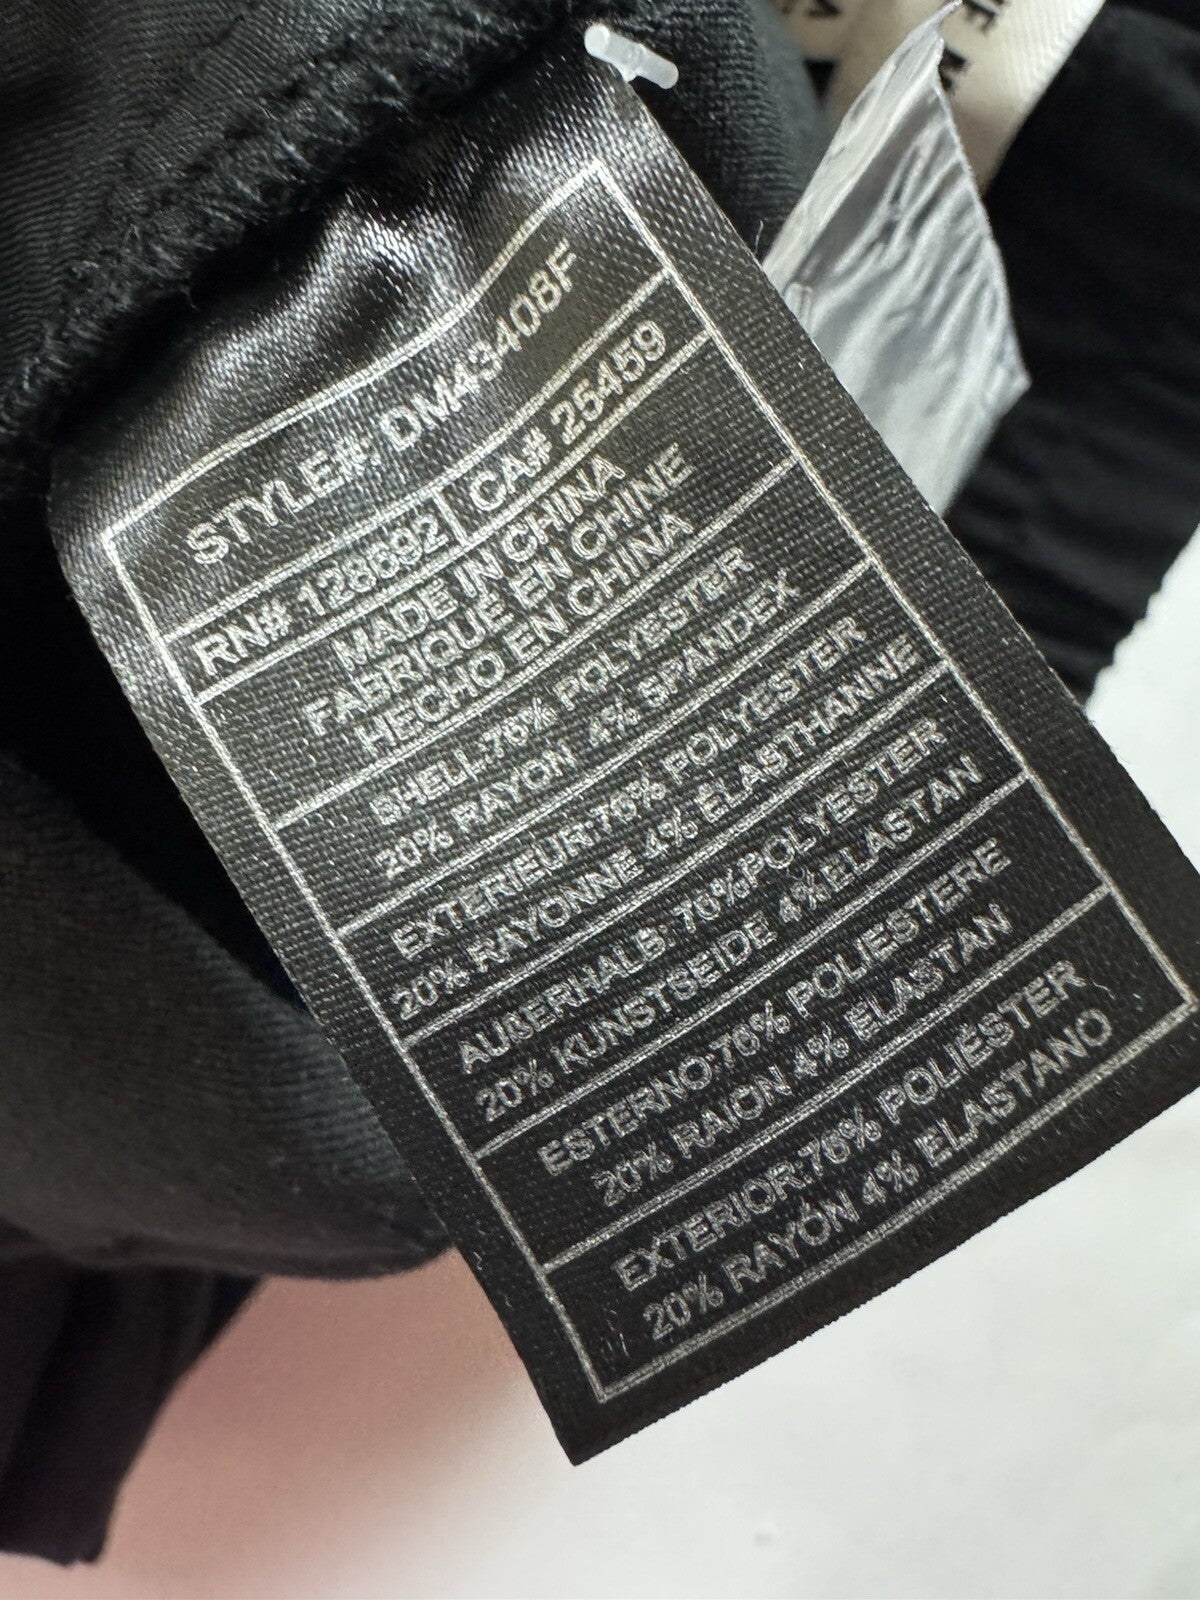 STYLE#: DM43408F
RN# 128692 CA# 25459
MADE IN CHINA
FABRIQUE EN CHINE
HECHO EN CHINA
SHELL:76% POLYESTER
20% RAYON 4% SPANDEX
EXTERIEUR:76% POLYESTER
20% RAYONNE 4% ELASTHANNE
AUßERHALB: 76%POLYESTER
20% KUNSTSEIDE 4%ELASTAN
ESTERNO:76% POLIESTERE
20% RAION 4% ELASTAN
EXTERIOR:76% POLIESTER
20% RAYÓN 4% ELASTANO